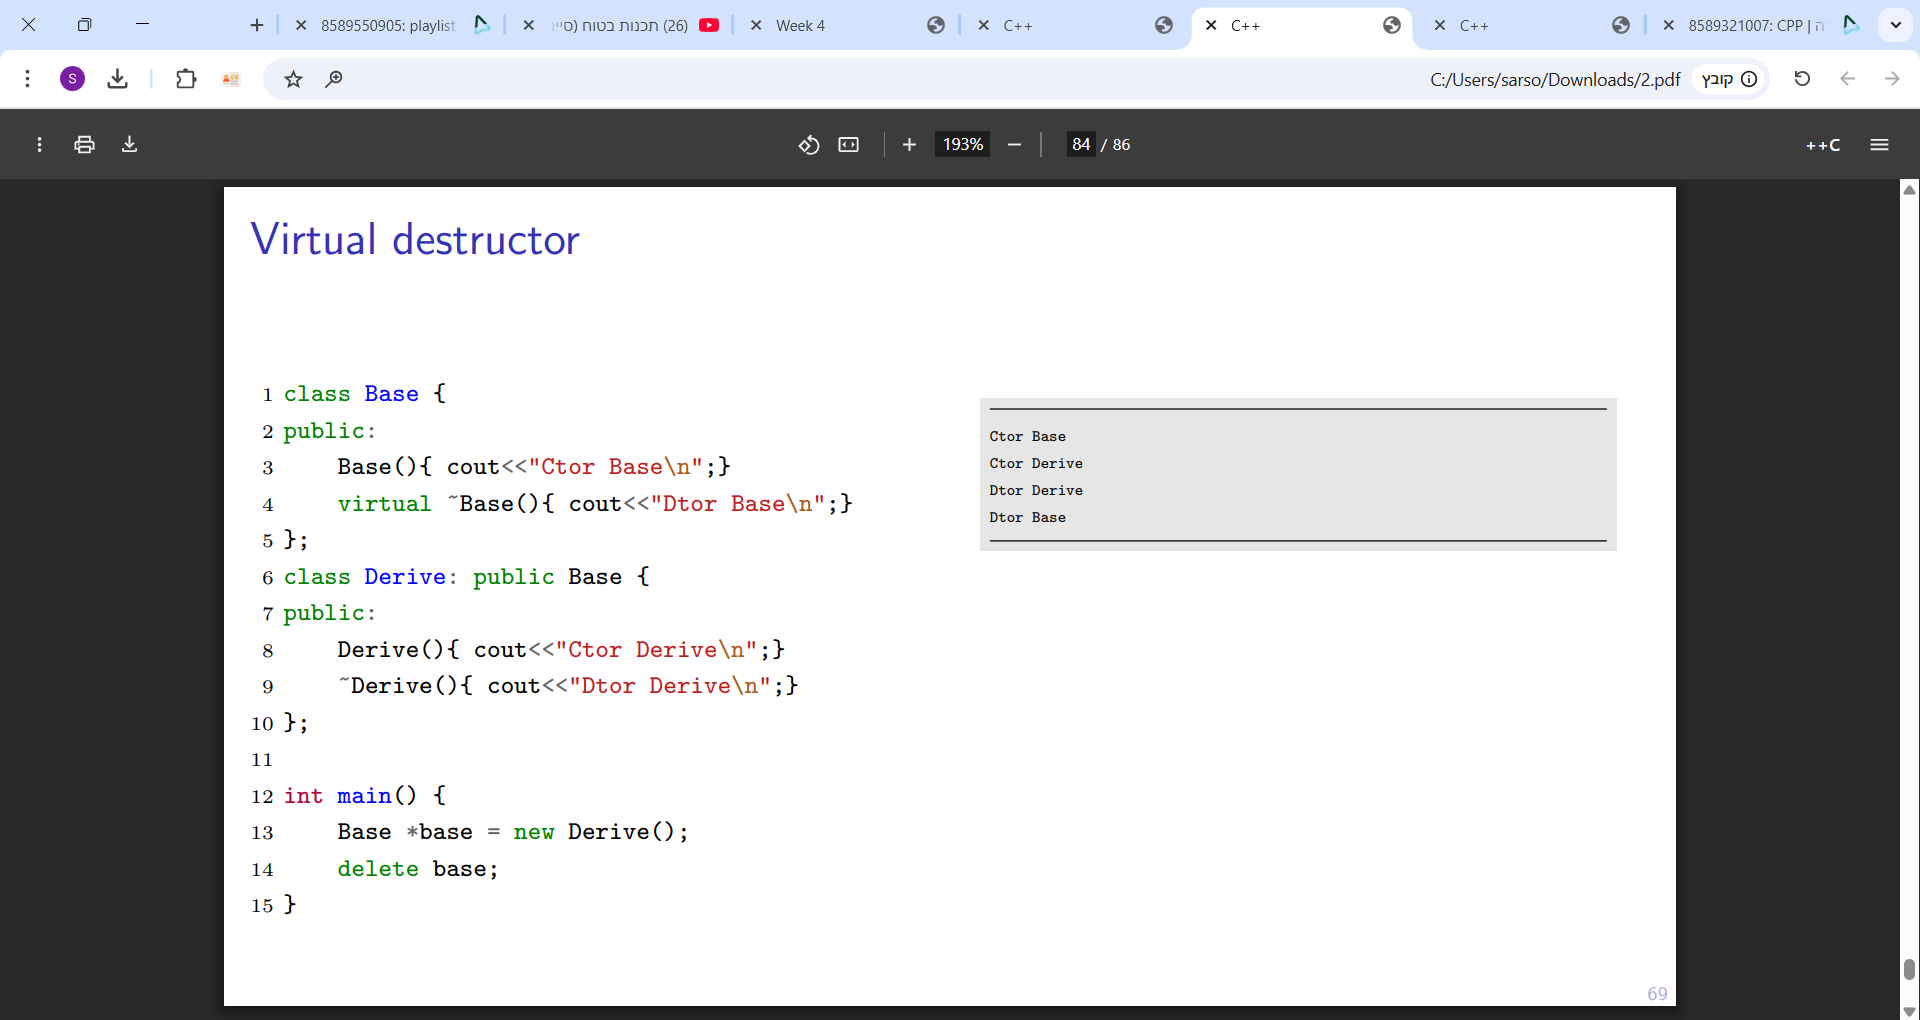 8589550905: playlist
תכנות בטוח (26) (סייב
Week 4
C++
C++
C++
8589321007: CPP | ה
S
C:/Users/sarso/Downloads/2.pdf
קובץ
193%
84 / 86
++C
Virtual destructor
1 class Base {
2 public:
3 Base(){ cout<<"Ctor Base\n";}
4 virtual ~Base(){ cout<<"Dtor Base\n";}
5 };
6 class Derive: public Base {
7 public:
8 Derive(){ cout<<"Ctor Derive\n";}
9 ~Derive(){ cout<<"Dtor Derive\n";}
10 };
11
12 int main() {
13 Base *base = new Derive();
14 delete base;
15 }
Ctor Base
Ctor Derive
Dtor Derive
Dtor Base
69